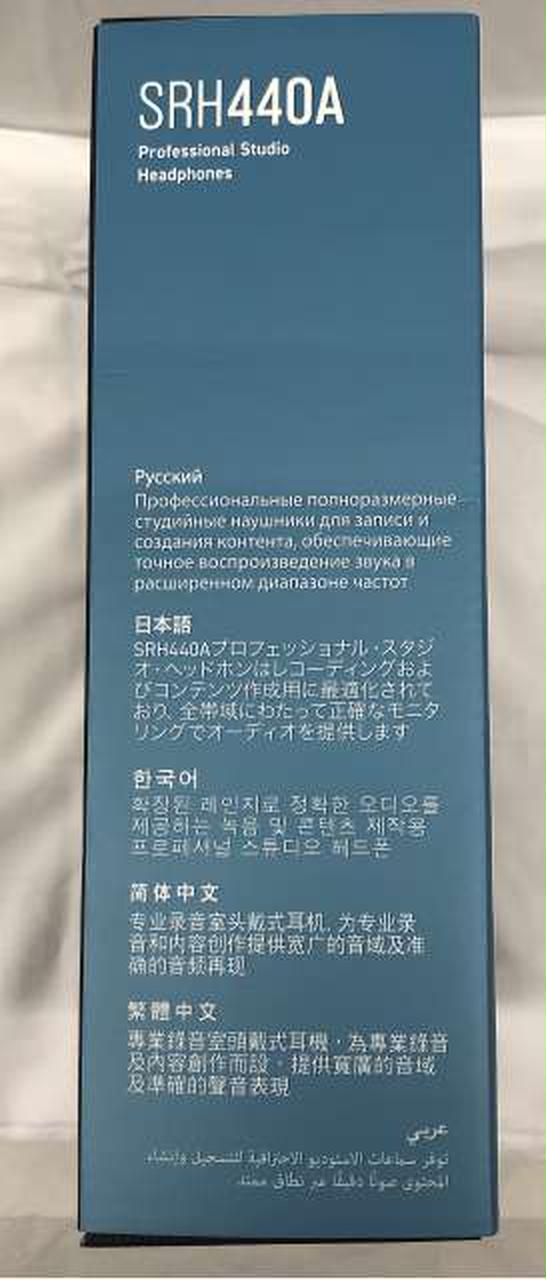 SRH440A
Professional Studio
Headphones
Русский
Профессиональные полноразмерные
студийные наушники для записи и
создания контента, обеспечивающие
точное воспроизведение звука в
расширенном диапазоне частот
日本語
SRH440Aプロフェッショナル・スタジ
オ・ヘッドホンはレコーディングおよ
びコンテンツ作成用に最適化されて
おり、全帯域にわたって正確なモニタ
リングでオーディオを提供します
한국어
확장된 레인지로 정확한 오디오를
제공하는 녹음 및 콘텐츠 제작용
프로페셔널 스튜디오 헤드폰
简体中文
专业录音室头戴式耳机, 为专业录
音和内容创作提供宽广的音域及准
确的音频再现
繁體中文
專業錄音室頭戴式耳機,為專業錄音
及內容創作而設,提供寬廣的音域
及準確的聲音表現
عربي
توفر سماعات الاستوديو الاحترافية للتسجيل وإنشاء
المحتوى صوتًا دقيقًا عبر نطاق ممتد